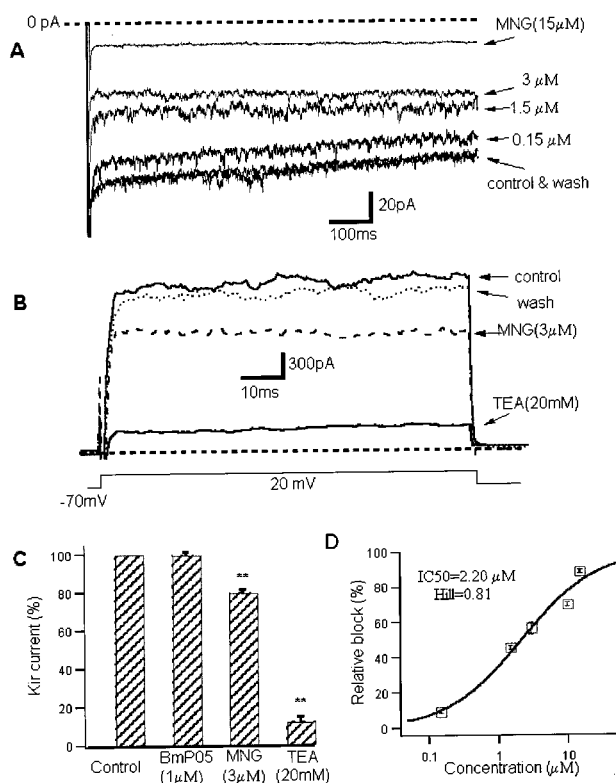 0 pA
MNG(15μM)
A
3 μM
1.5 μM
0.15 μM
control & wash
20pA
100ms
B
control
wash
MNG(3μM)
300pA
10ms
TEA(20mM)
-70mV
20 mV
C
Kir current (%)
100
80
60
40
20
0
**
**
Control
BmP05
(1μM)
MNG
(3μM)
TEA
(20mM)
D
Relative block (%)
100
80
60
40
20
0
IC50=2.20 μM
Hill=0.81
0.1
1
10
Concentration (μM)